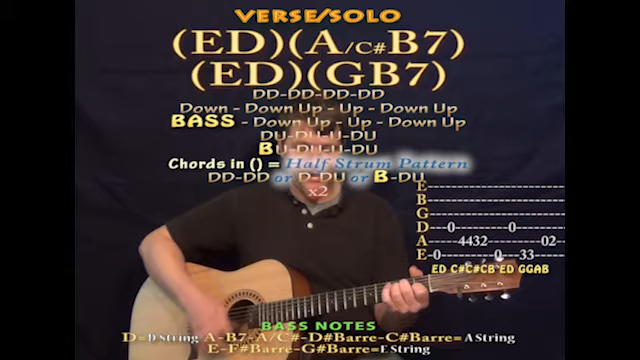 VERSE/SOLO
(ED)(A/C#B7)
(ED)(GB7)
DD-DD-DD-DD
Down - Down Up - Up - Down Up
BASS - Down Up - Up - Down Up
DU-DU-U-DU
BU-DU-U-DU
Chords in () = Half Strum Pattern
DD-DD or D-DU or B-DU
x2
E
B
G
D---0--------0-------
A-----4432--------02--
E-0---------0---33-----
ED C#C#CB ED GGAB
BASS NOTES
D=D String A-B7-A/C#-D#Barre-C#Barre= A String
E-F#Barre-G#Barre=E String